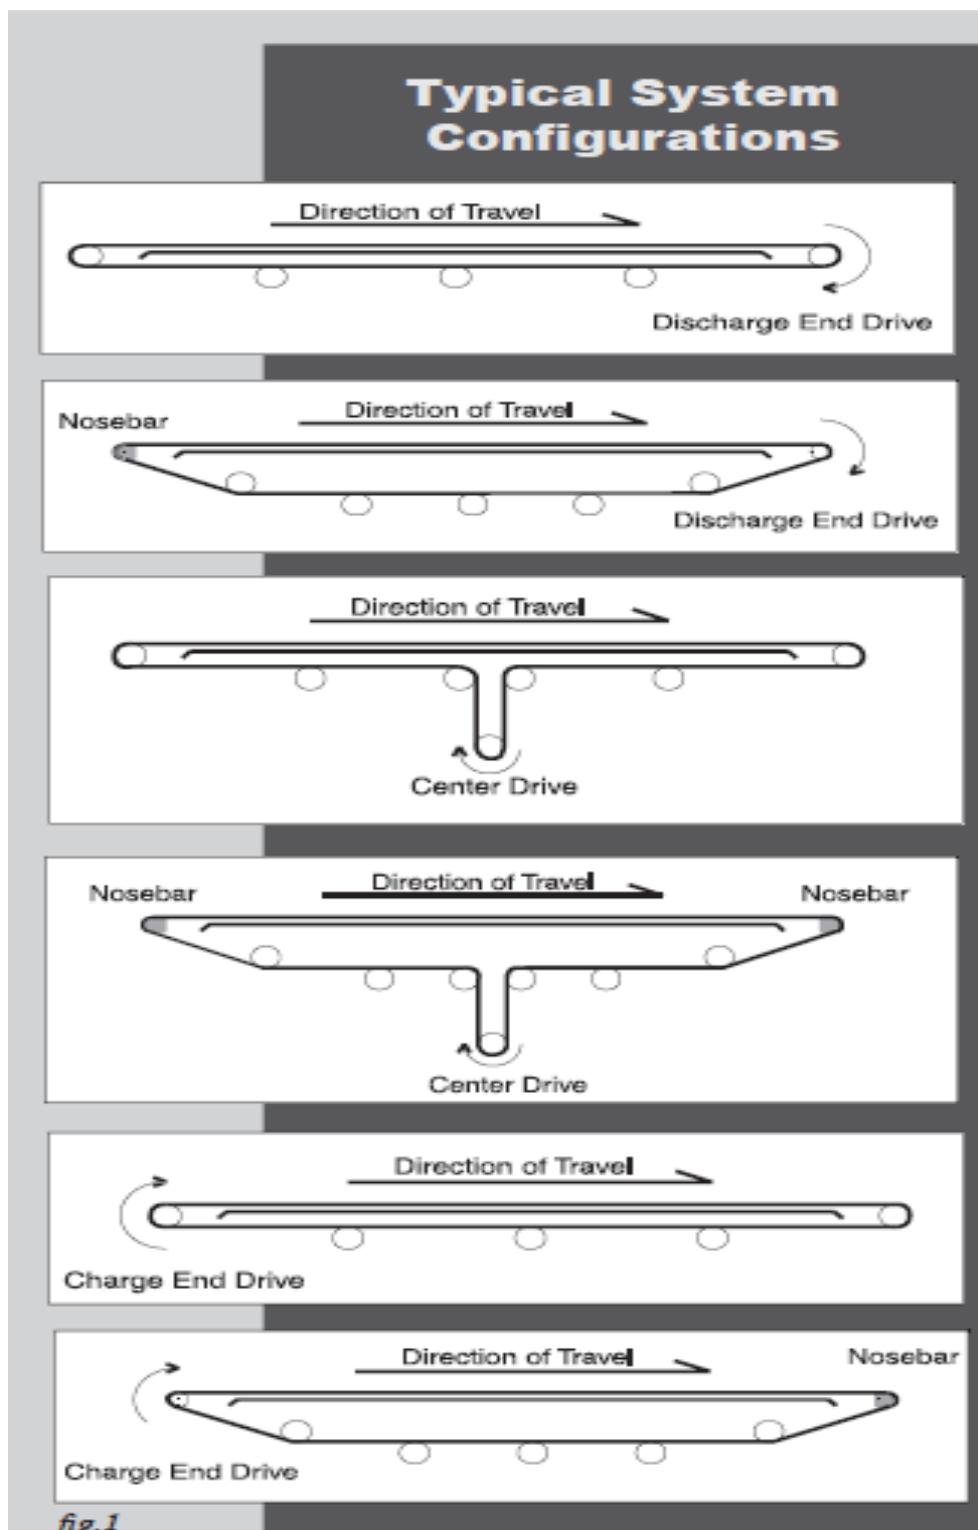 Typical System
Configurations
Direction of Travel
Discharge End Drive
Nosebar
Direction of Travel
Discharge End Drive
Direction of Travel
Center Drive
Nosebar
Direction of Travel
Nosebar
Center Drive
Direction of Travel
Charge End Drive
Direction of Travel
Nosebar
Charge End Drive
fig.1